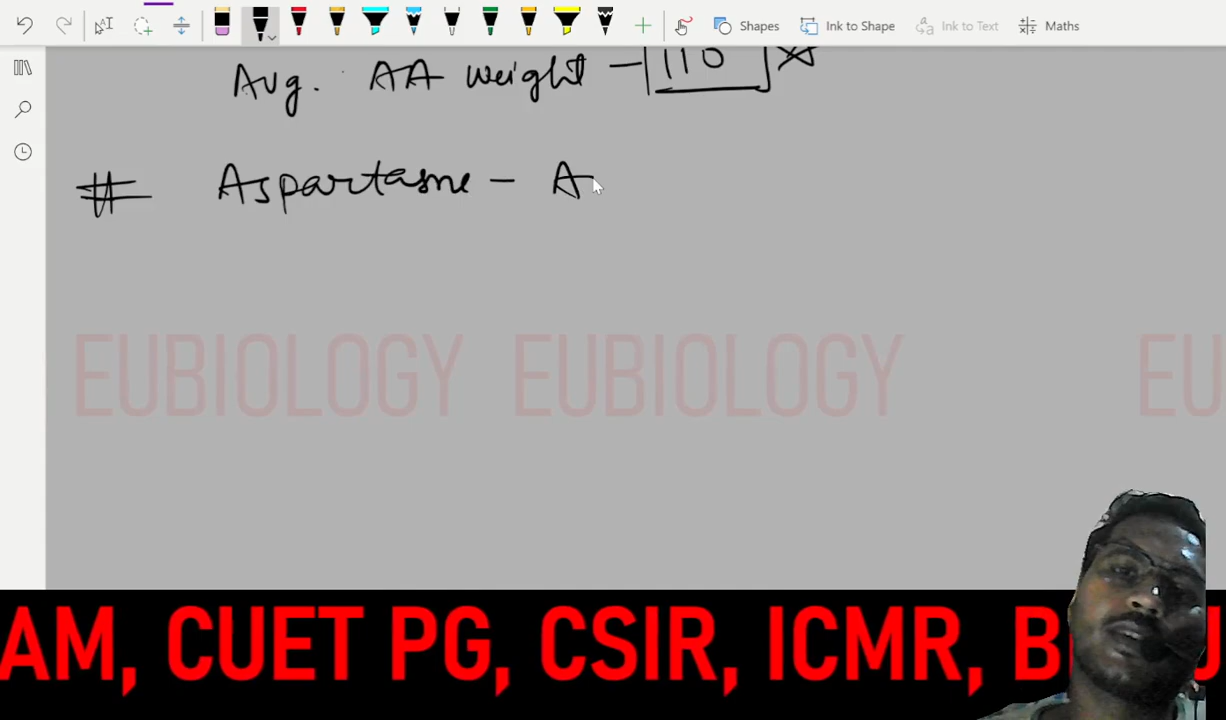 Shapes Ink to Shape Ink to Text Maths
Avg. AA weight - 110
# Aspartasme - A
EUBIOLOGY EUBIOLOGY EU
AM, CUET PG, CSIR, ICMR, B